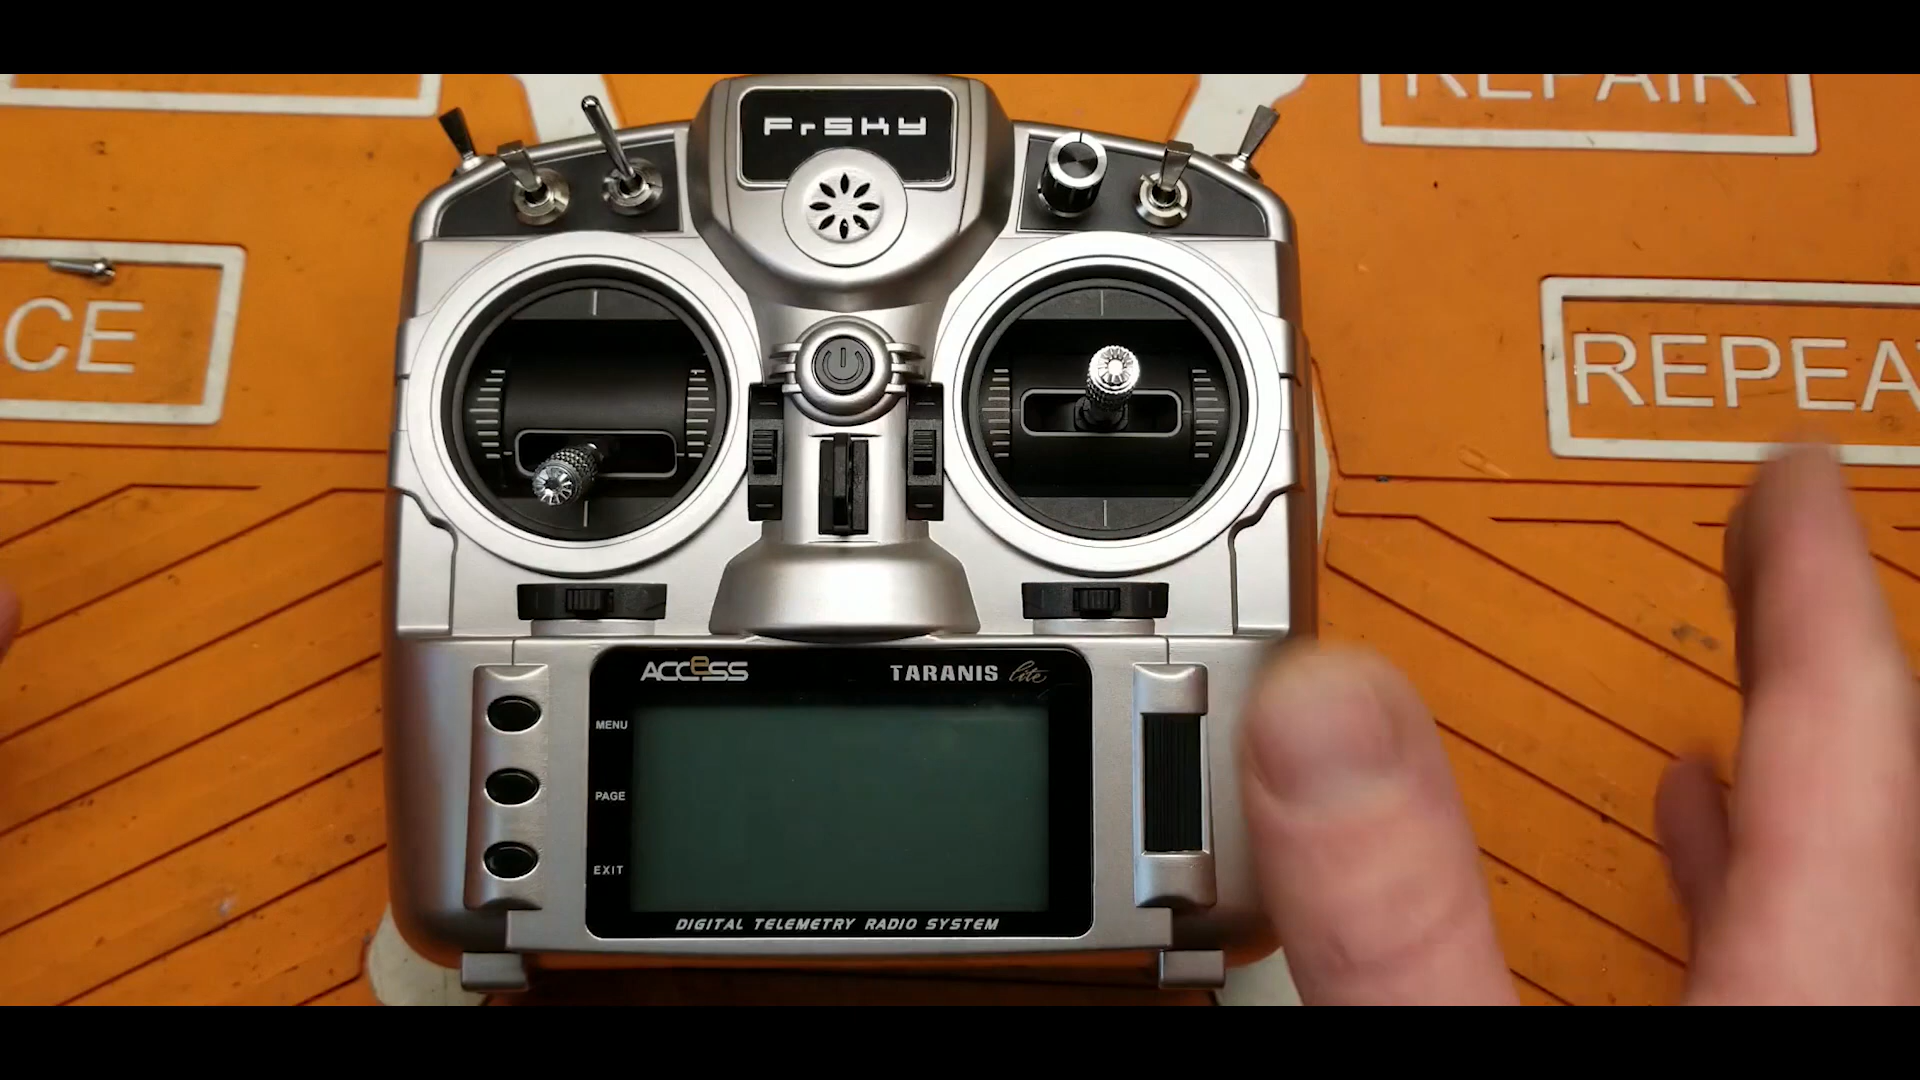 REPAIR
FrSKY
CE
REPEA
ACCeSS
TARANIS lite
MENU
PAGE
EXIT
DIGITAL TELEMETRY RADIO SYSTEM